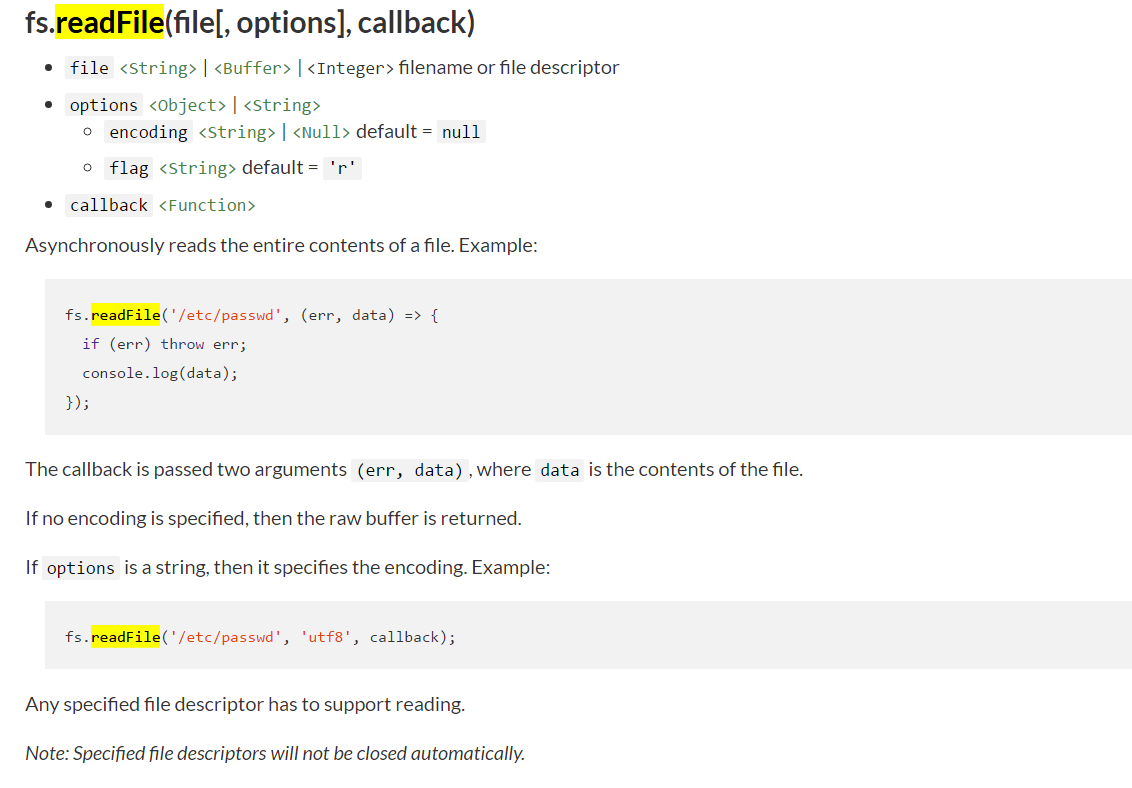 fs.readFile(file[, options], callback)
file <String> | <Buffer> | <Integer> filename or file descriptor
options <Object> | <String>
encoding <String> | <Null> default = null
flag <String> default = 'r'
callback <Function>
Asynchronously reads the entire contents of a file. Example:
fs.readFile('/etc/passwd', (err, data) => {
  if (err) throw err;
  console.log(data);
});
The callback is passed two arguments (err, data), where data is the contents of the file.
If no encoding is specified, then the raw buffer is returned.
If options is a string, then it specifies the encoding. Example:
fs.readFile('/etc/passwd', 'utf8', callback);
Any specified file descriptor has to support reading.
Note: Specified file descriptors will not be closed automatically.